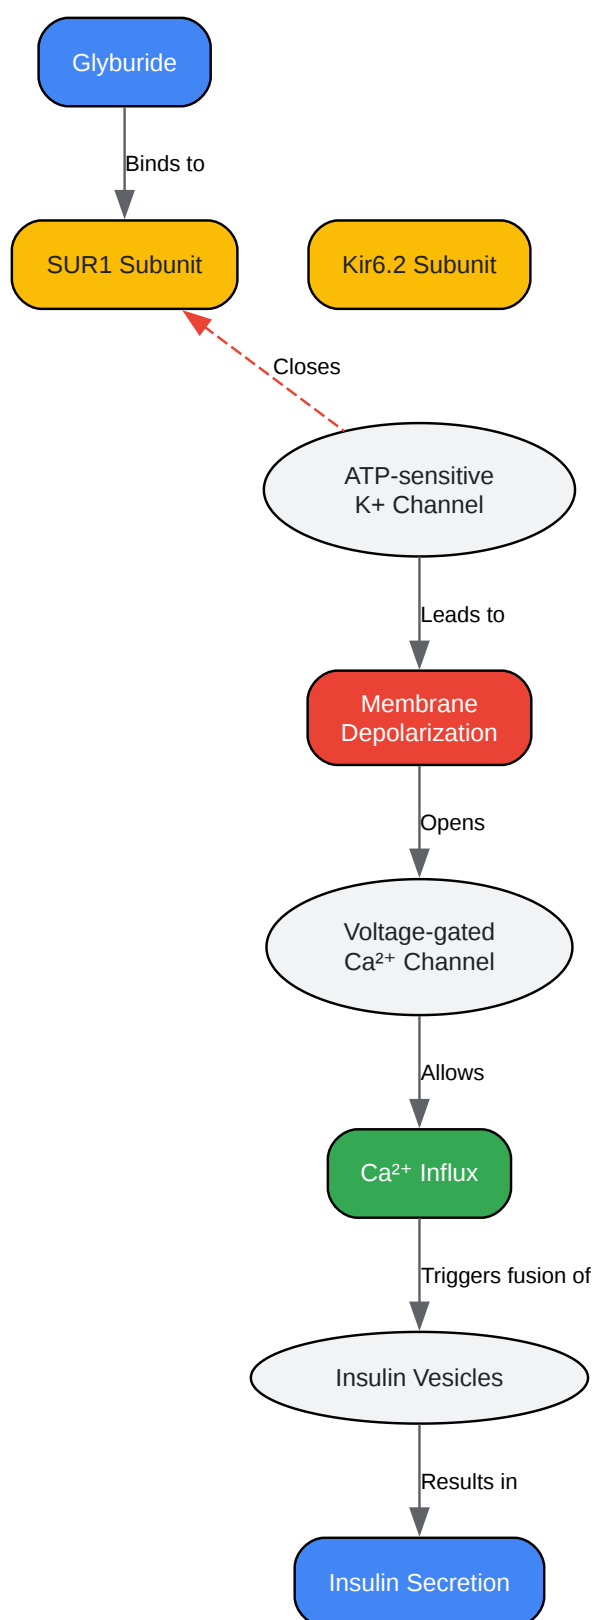 Glyburide
Binds to
SUR1 Subunit
Kir6.2 Subunit
Closes
ATP-sensitive
K+ Channel
Leads to
Membrane
Depolarization
Opens
Voltage-gated
Ca²⁺ Channel
Allows
Ca²⁺ Influx
Triggers fusion of
Insulin Vesicles
Results in
Insulin Secretion